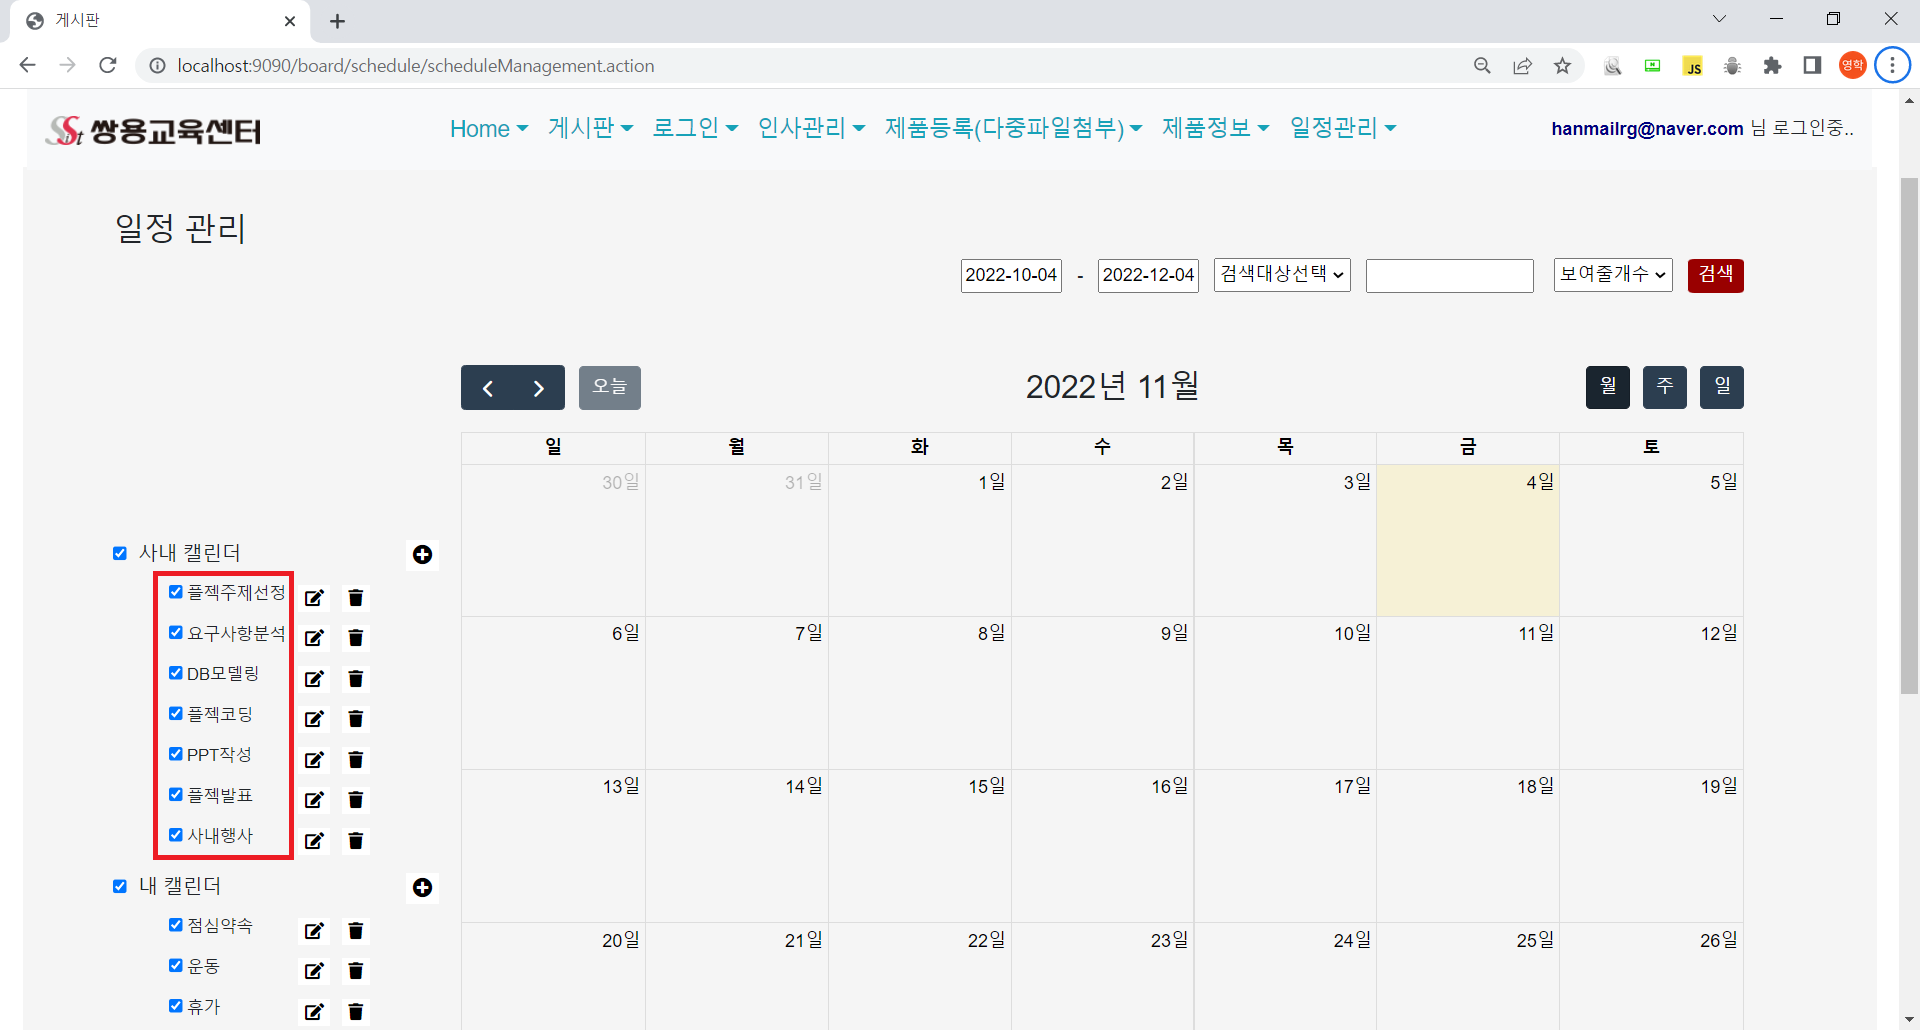 게시판
localhost:9090/board/schedule/scheduleManagement.action
JS
영학
Sist 쌍용교육센터
Home 게시판 로그인 인사관리 제품등록(다중파일첨부) 제품정보 일정관리
hanmailrg@naver.com 님 로그인중..
일정 관리
2022-10-04 - 2022-12-04 검색대상선택 보여줄개수 검색
오늘 2022년 11월 월 주 일
일 월 화 수 목 금 토
30일 31일 1일 2일 3일 4일 5일
사내 캘린더
플젝주제선정
요구사항분석
6일 7일 8일 9일 10일 11일 12일
DB모델링
플젝코딩
PPT작성
13일 14일 15일 16일 17일 18일 19일
플젝발표
사내행사
내 캘린더
점심약속
20일 21일 22일 23일 24일 25일 26일
운동
휴가